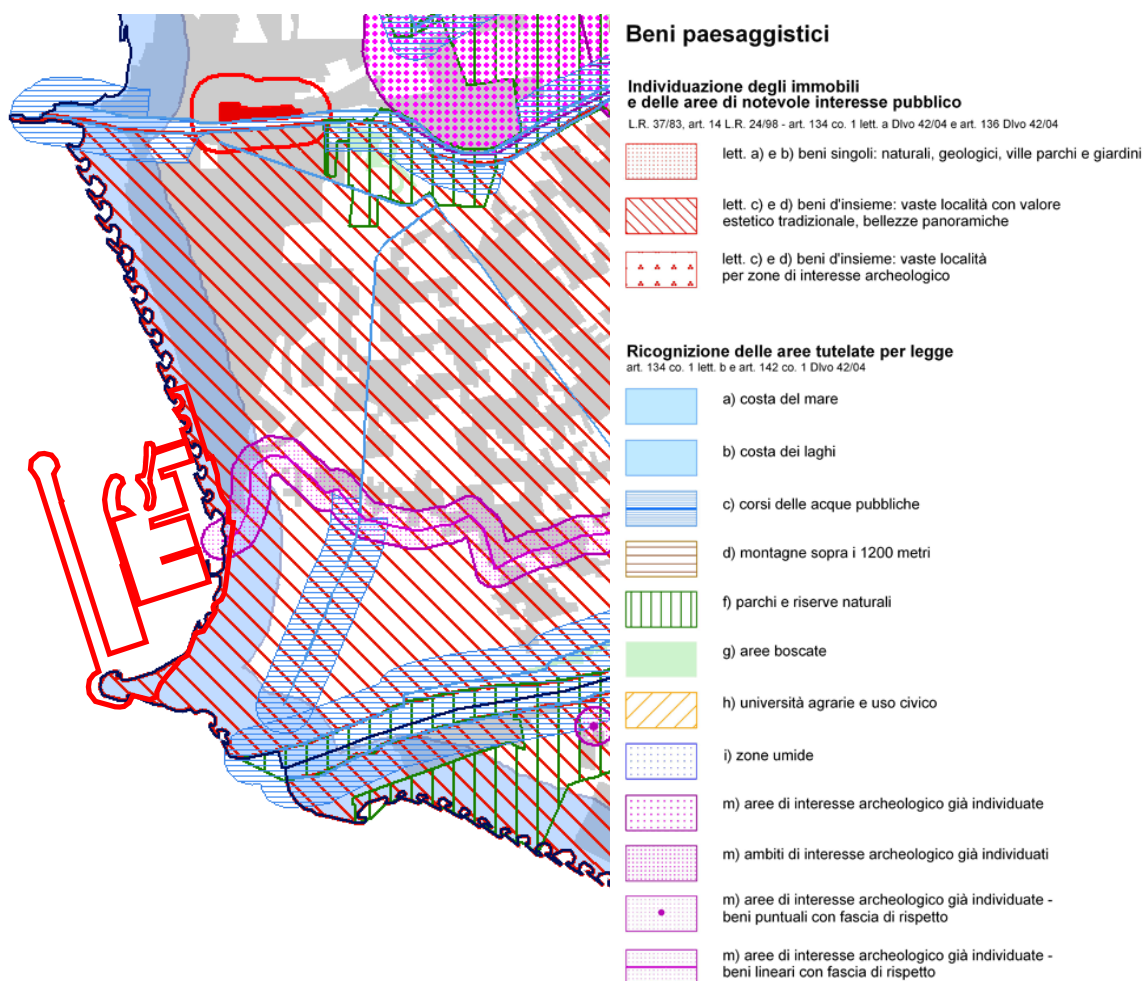 Beni paesaggistici
Individuazione degli immobili
e delle aree di notevole interesse pubblico
L.R. 37/83, art. 14 L.R. 24/98 - art. 134 co. 1 lett. a Dlvo 42/04 e art. 136 Dlvo 42/04
lett. a) e b) beni singoli: naturali, geologici, ville parchi e giardini
lett. c) e d) beni d'insieme: vaste località con valore
estetico tradizionale, bellezze panoramiche
lett. c) e d) beni d'insieme: vaste località
per zone di interesse archeologico
Ricognizione delle aree tutelate per legge
art. 134 co. 1 lett. b e art. 142 co. 1 Dlvo 42/04
a) costa del mare
b) costa dei laghi
c) corsi delle acque pubbliche
d) montagne sopra i 1200 metri
f) parchi e riserve naturali
g) aree boscate
h) università agrarie e uso civico
i) zone umide
m) aree di interesse archeologico già individuate
m) ambiti di interesse archeologico già individuati
m) aree di interesse archeologico già individuate -
beni puntuali con fascia di rispetto
m) aree di interesse archeologico già individuate -
beni lineari con fascia di rispetto